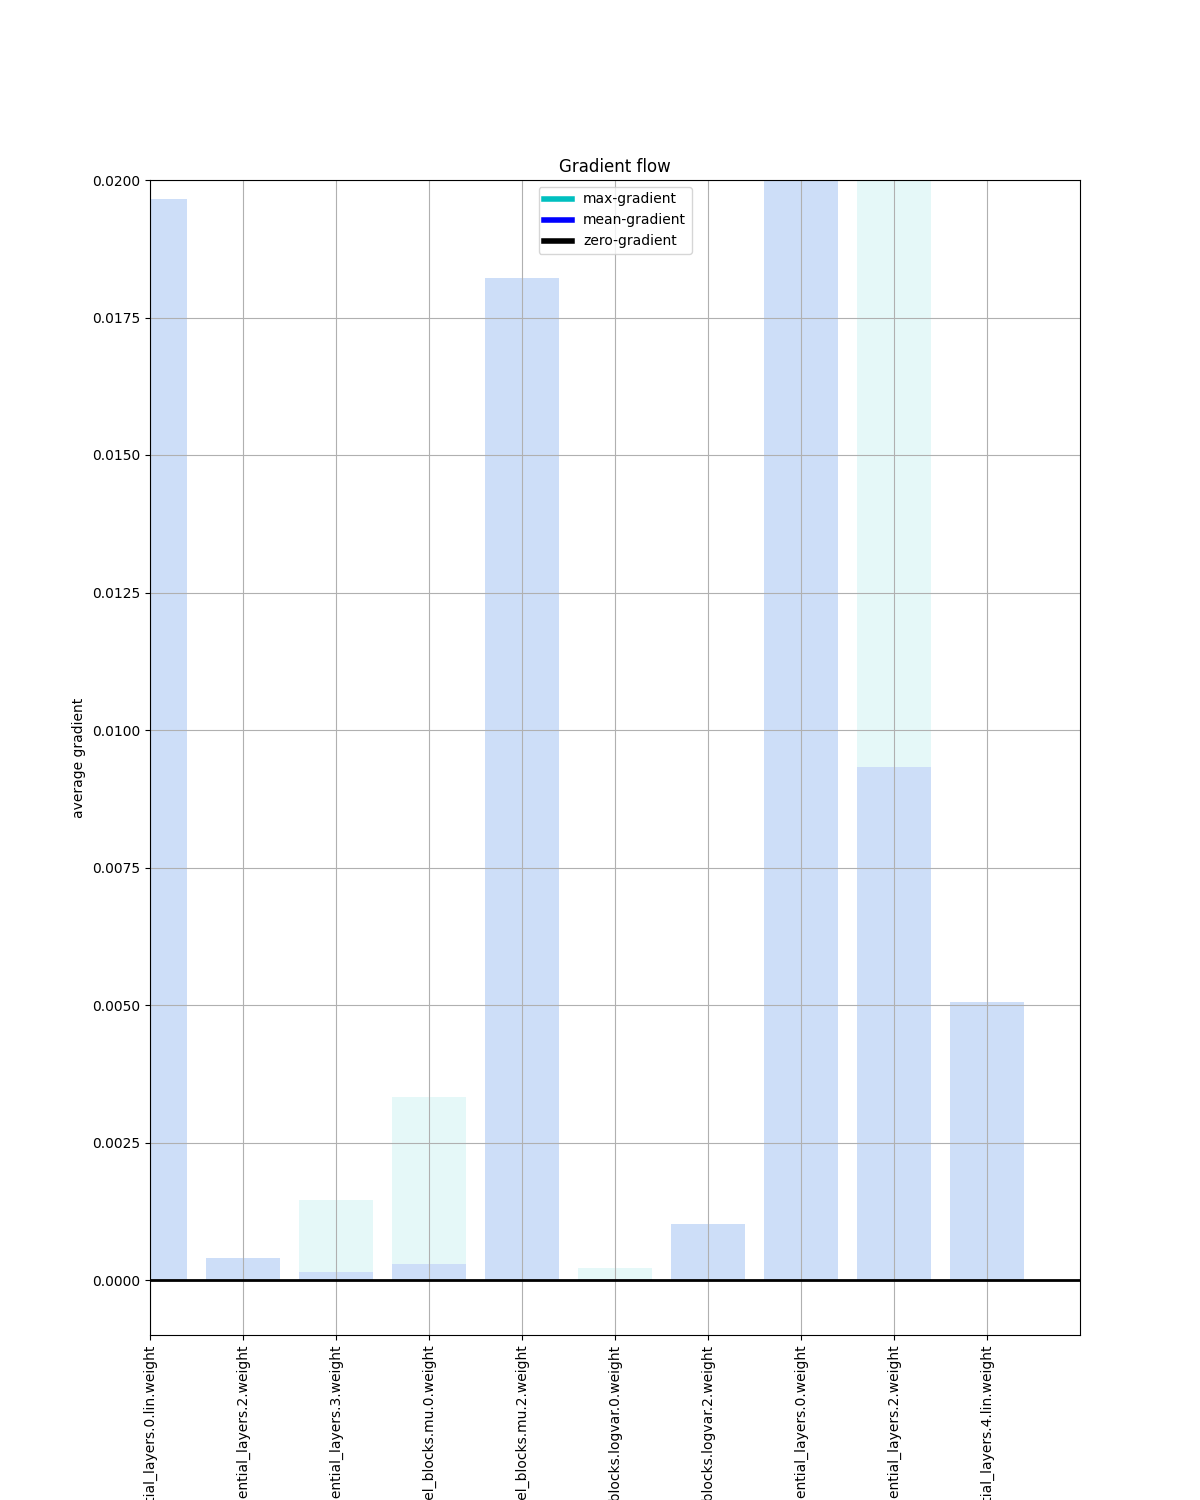 Gradient flow
max-gradient
mean-gradient
zero-gradient
0.0200
0.0175
0.0150
0.0125
0.0100
0.0075
0.0050
0.0025
0.0000
average gradient
tial_layers.0.lin.weight
ential_layers.2.weight
ential_layers.3.weight
el_blocks.mu.0.weight
el_blocks.mu.2.weight
blocks.logvar.0.weight
blocks.logvar.2.weight
ential_layers.0.weight
ential_layers.2.weight
tial_layers.4.lin.weight